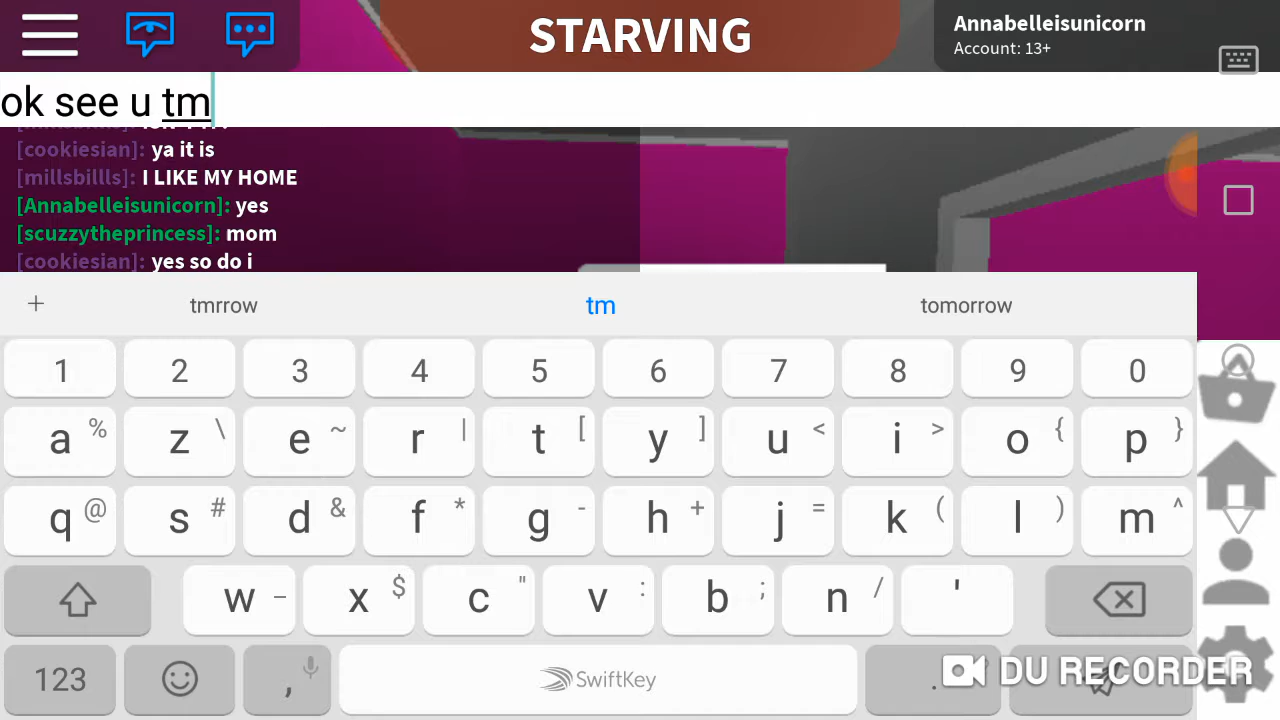 STARVING
Annabelleisunicorn
Account: 13+
ok see u tm
[cookiesian]: ya it is
[millsbillls]: I LIKE MY HOME
[Annabelleisunicorn]: yes
[scuzzytheprincess]: mom
[cookiesian]: yes so do i
+ tmrrow tm tomorrow
1 2 3 4 5 6 7 8 9 0
a % z \ e ~ r | t [ y ] u < i > o { p }
q @ s # d & f * g - h + j = k ( l ) m ^
w _ x $ c " v : b ; n / '
123 , SwiftKey .
DU RECORDER